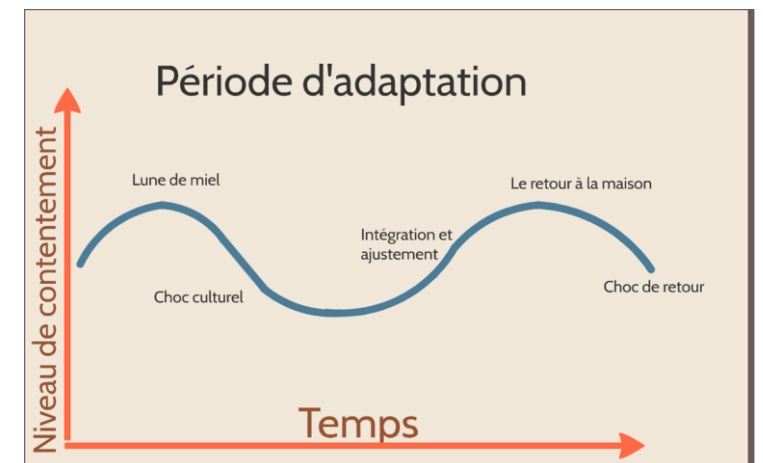 Période d'adaptation
Niveau de contentement
Lune de miel
Le retour à la maison
Intégration et
ajustement
Choc culturel
Choc de retour
Temps